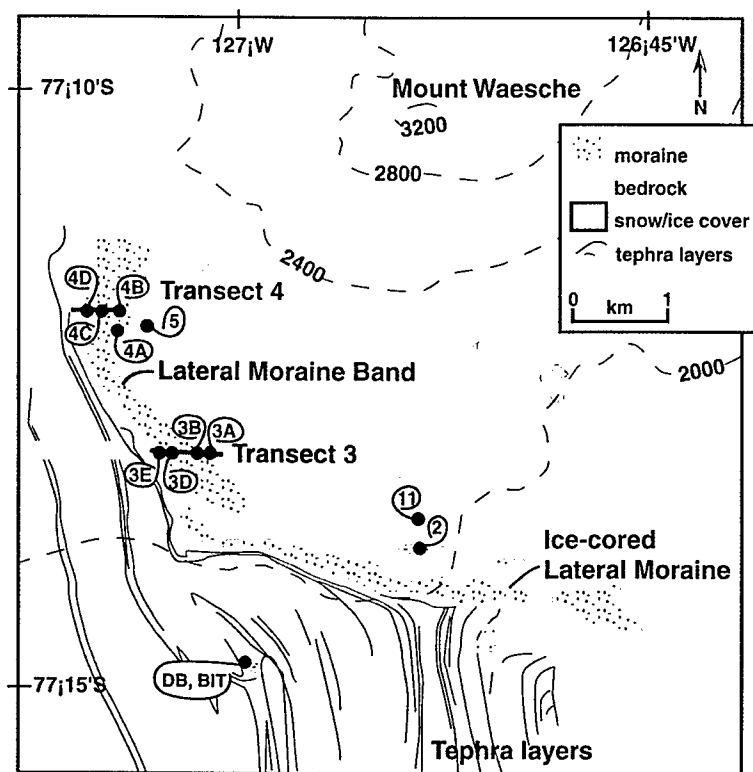 127¡W
126¡45'W
77¡10'S
Mount Waesche
N
3200
2800
moraine
bedrock
snow/ice cover
tephra layers
0 km 1
2400
2000
4D
4B
Transect 4
5
4C
4A
Lateral Moraine Band
3B
3A
Transect 3
3E
3D
11
2
Ice-cored
Lateral Moraine
DB, BIT
77¡15'S
Tephra layers